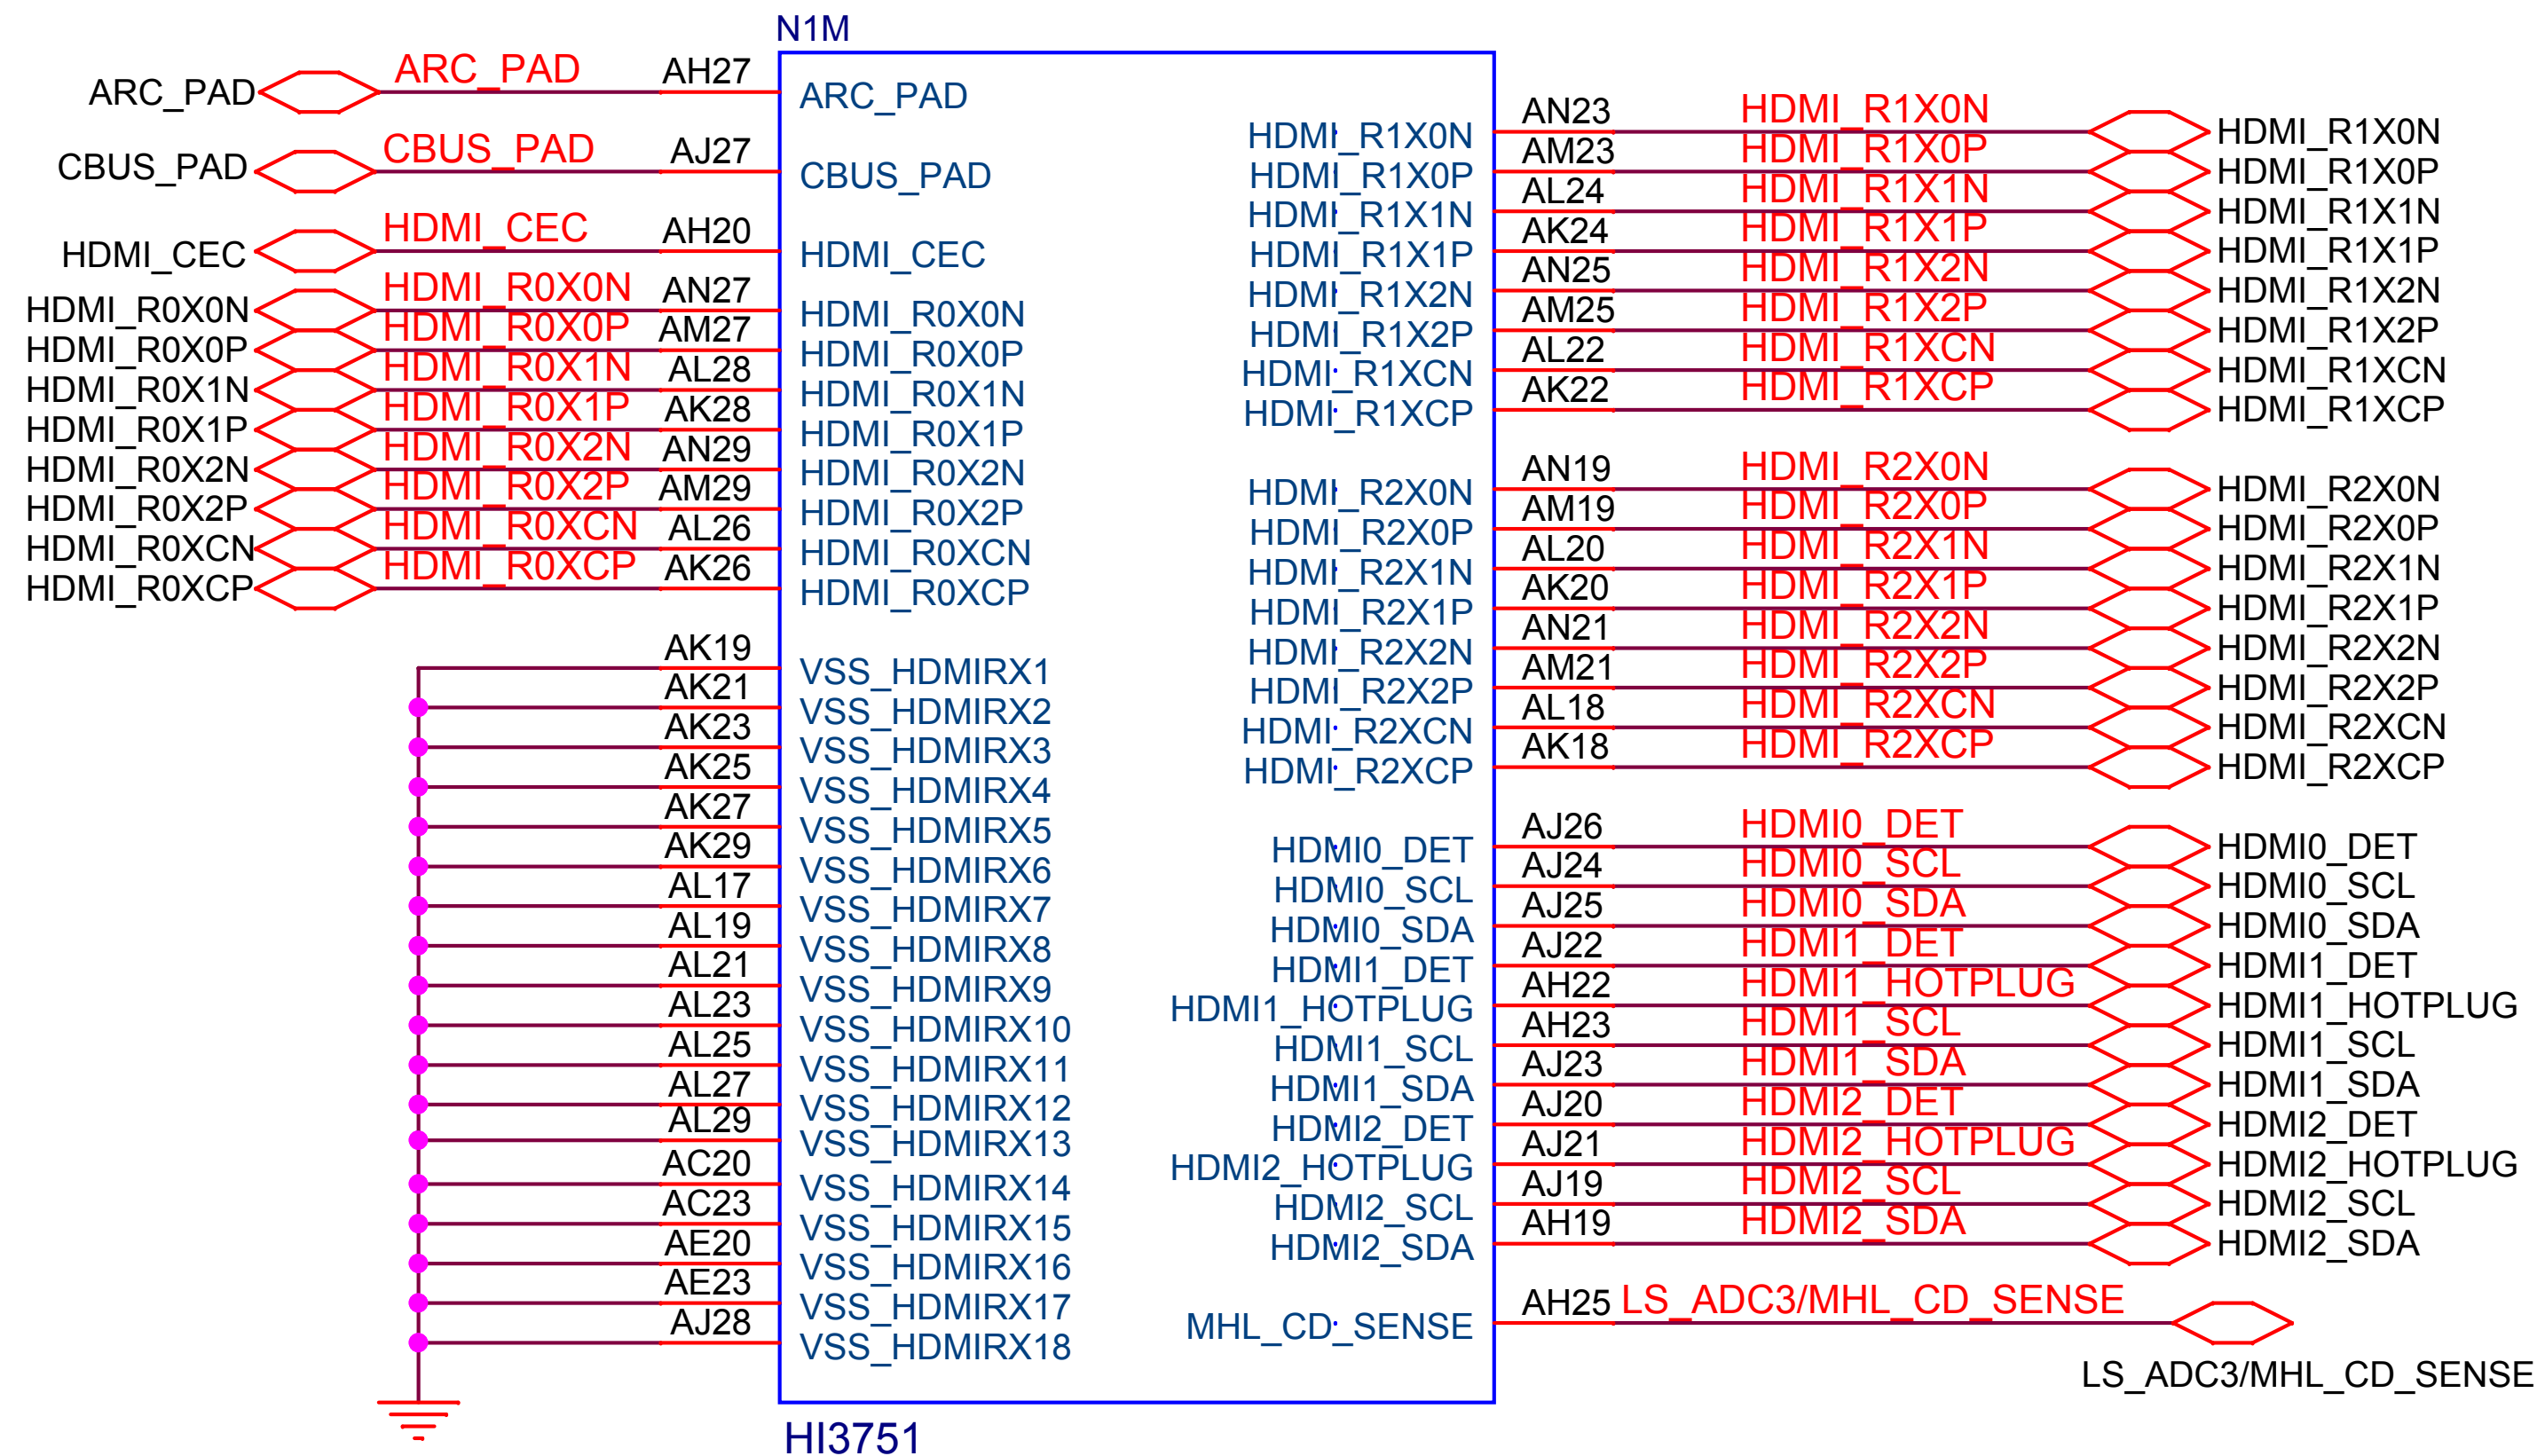 N1M
ARC_PAD ARC_PAD AH27 ARC_PAD
CBUS_PAD CBUS_PAD AJ27 CBUS_PAD
HDMI_CEC HDMI_CEC AH20 HDMI_CEC
HDMI_R0X0N HDMI_R0X0N AN27 HDMI_R0X0N
HDMI_R0X0P HDMI_R0X0P AM27 HDMI_R0X0P
HDMI_R0X1N HDMI_R0X1N AL28 HDMI_R0X1N
HDMI_R0X1P HDMI_R0X1P AK28 HDMI_R0X1P
HDMI_R0X2N HDMI_R0X2N AN29 HDMI_R0X2N
HDMI_R0X2P HDMI_R0X2P AM29 HDMI_R0X2P
HDMI_R0XCN HDMI_R0XCN AL26 HDMI_R0XCN
HDMI_R0XCP HDMI_R0XCP AK26 HDMI_R0XCP
AK19 VSS_HDMIRX1
AK21 VSS_HDMIRX2
AK23 VSS_HDMIRX3
AK25 VSS_HDMIRX4
AK27 VSS_HDMIRX5
AK29 VSS_HDMIRX6
AL17 VSS_HDMIRX7
AL19 VSS_HDMIRX8
AL21 VSS_HDMIRX9
AL23 VSS_HDMIRX10
AL25 VSS_HDMIRX11
AL27 VSS_HDMIRX12
AL29 VSS_HDMIRX13
AC20 VSS_HDMIRX14
AC23 VSS_HDMIRX15
AE20 VSS_HDMIRX16
AE23 VSS_HDMIRX17
AJ28 VSS_HDMIRX18
HDMI_R1X0N AN23 HDMI_R1X0N HDMI_R1X0N
HDMI_R1X0P AM23 HDMI_R1X0P HDMI_R1X0P
HDMI_R1X1N AL24 HDMI_R1X1N HDMI_R1X1N
HDMI_R1X1P AK24 HDMI_R1X1P HDMI_R1X1P
HDMI_R1X2N AN25 HDMI_R1X2N HDMI_R1X2N
HDMI_R1X2P AM25 HDMI_R1X2P HDMI_R1X2P
HDMI_R1XCN AL22 HDMI_R1XCN HDMI_R1XCN
HDMI_R1XCP AK22 HDMI_R1XCP HDMI_R1XCP
HDMI_R2X0N AN19 HDMI_R2X0N HDMI_R2X0N
HDMI_R2X0P AM19 HDMI_R2X0P HDMI_R2X0P
HDMI_R2X1N AL20 HDMI_R2X1N HDMI_R2X1N
HDMI_R2X1P AK20 HDMI_R2X1P HDMI_R2X1P
HDMI_R2X2N AN21 HDMI_R2X2N HDMI_R2X2N
HDMI_R2X2P AM21 HDMI_R2X2P HDMI_R2X2P
HDMI_R2XCN AL18 HDMI_R2XCN HDMI_R2XCN
HDMI_R2XCP AK18 HDMI_R2XCP HDMI_R2XCP
HDMI0_DET AJ26 HDMI0_DET HDMI0_DET
HDMI0_SCL AJ24 HDMI0_SCL HDMI0_SCL
HDMI0_SDA AJ25 HDMI0_SDA HDMI0_SDA
HDMI1_DET AJ22 HDMI1_DET HDMI1_DET
HDMI1_HOTPLUG AH22 HDMI1_HOTPLUG HDMI1_HOTPLUG
HDMI1_SCL AH23 HDMI1_SCL HDMI1_SCL
HDMI1_SDA AJ23 HDMI1_SDA HDMI1_SDA
HDMI2_DET AJ20 HDMI2_DET HDMI2_DET
HDMI2_HOTPLUG AJ21 HDMI2_HOTPLUG HDMI2_HOTPLUG
HDMI2_SCL AJ19 HDMI2_SCL HDMI2_SCL
HDMI2_SDA AH19 HDMI2_SDA HDMI2_SDA
MHL_CD_SENSE AH25 LS_ADC3/MHL_CD_SENSE
LS_ADC3/MHL_CD_SENSE
HI3751